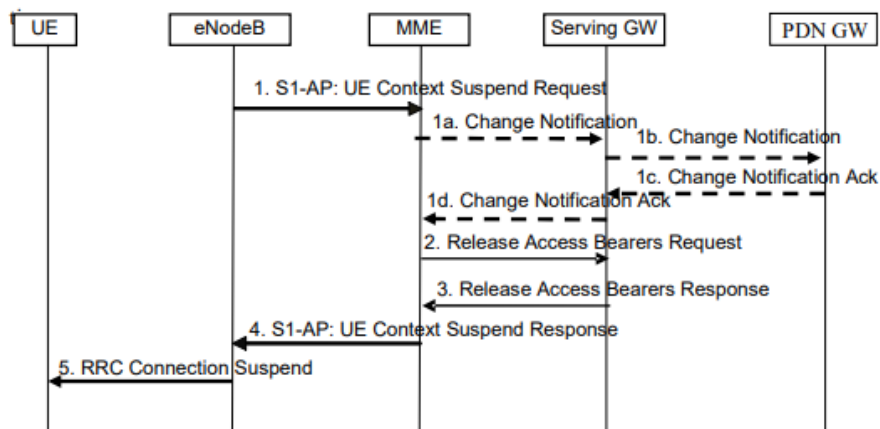 UE eNodeB MME Serving GW PDN GW
1. S1-AP: UE Context Suspend Request
1a. Change Notification
1b. Change Notification
1c. Change Notification Ack
1d. Change Notification Ack
2. Release Access Bearers Request
3. Release Access Bearers Response
4. S1-AP: UE Context Suspend Response
5. RRC Connection Suspend